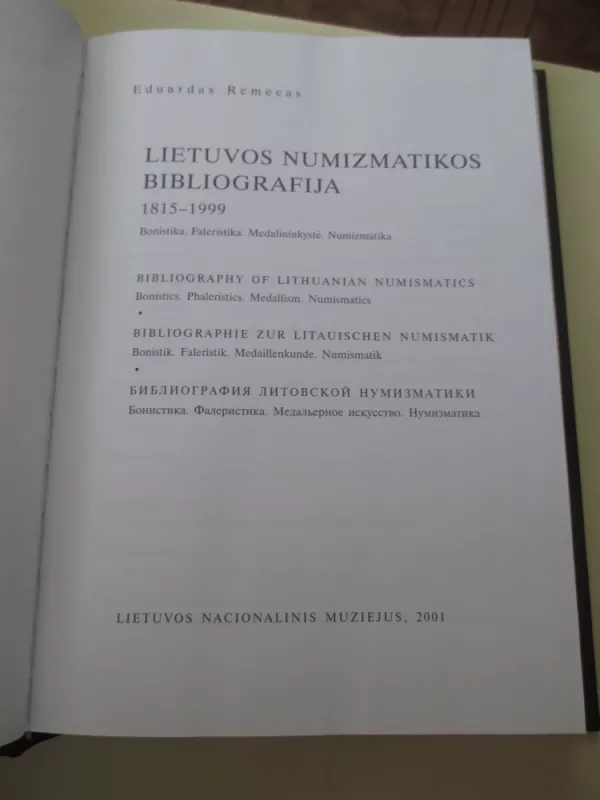 Eduardas Remecas
LIETUVOS NUMIZMATIKOS
BIBLIOGRAFIJA
1815–1999
Bonistika. Faleristika. Medalininkystė. Numizmatika
BIBLIOGRAPHY OF LITHUANIAN NUMISMATICS
Bonistics. Phaleristics. Medallism. Numismatics
•
BIBLIOGRAPHIE ZUR LITAUISCHEN NUMISMATIK
Bonistik. Faleristik. Medaillenkunde. Numismatik
•
БИБЛИОГРАФИЯ ЛИТОВСКОЙ НУМИЗМАТИКИ
Бонистика. Фалеристика. Медальерное искусство. Нумизматика
LIETUVOS NACIONALINIS MUZIEJUS, 2001